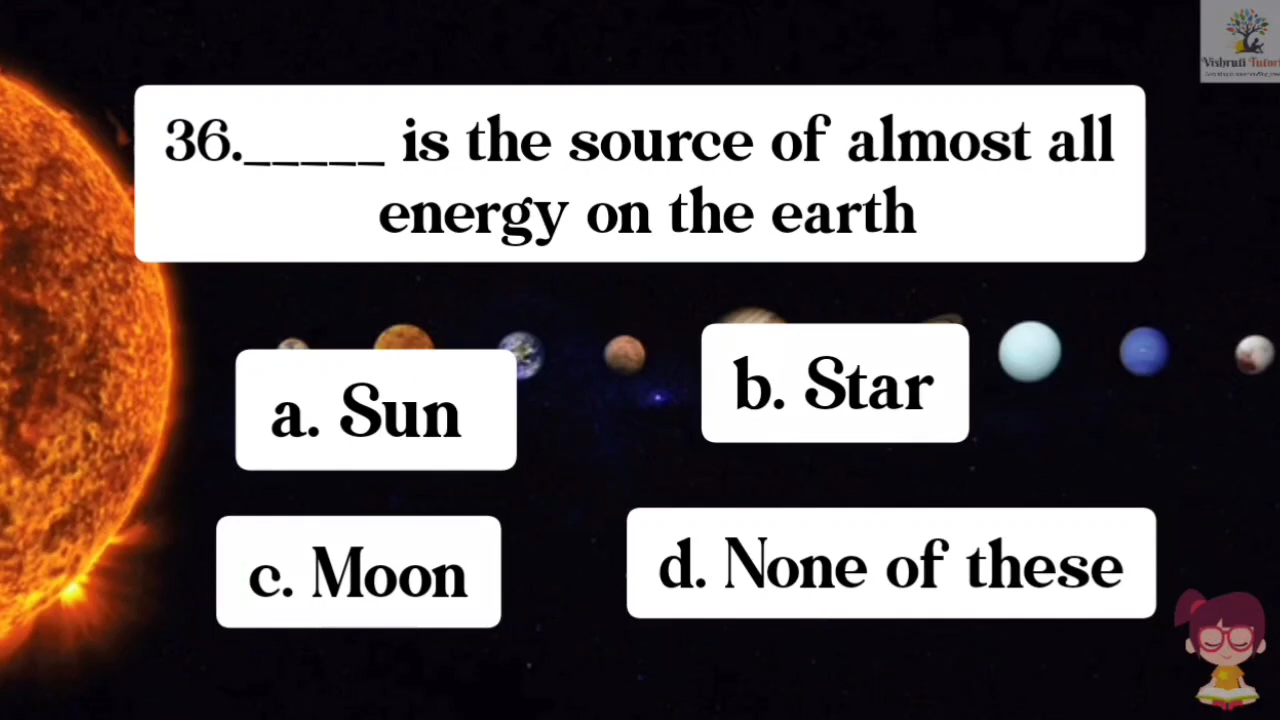 Vishruti Tutori
36._____ is the source of almost all
energy on the earth
a. Sun
b. Star
c. Moon
d. None of these